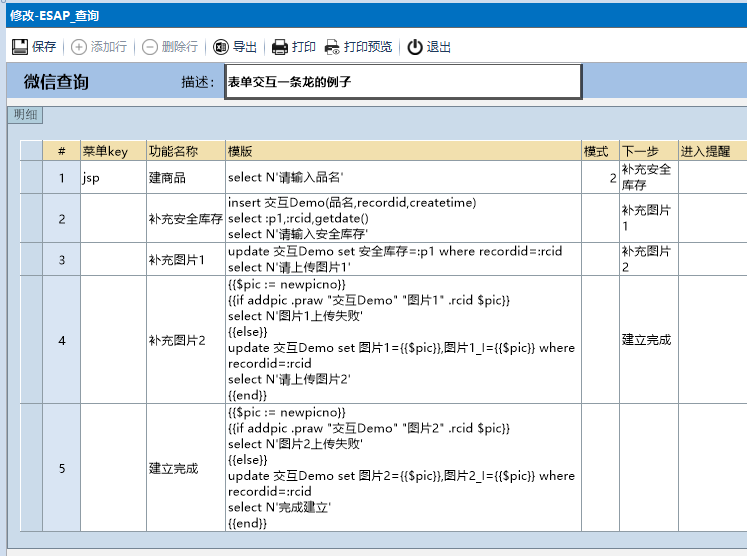 修改-ESAP_查询
保存 添加行 删除行 导出 打印 打印预览 退出
微信查询 描述: 表单交互一条龙的例子
明细
# 菜单key 功能名称 模版 模式 下一步 进入提醒
1 jsp 建商品 select N'请输入品名' 2 补充安全
库存
2 补充安全库存 insert 交互Demo(品名,recordid,createtime)
select :p1,:rcid,getdate()
select N'请输入安全库存'
补充图片
1
3 补充图片1 update 交互Demo set 安全库存=:p1 where recordid=:rcid
select N'请上传图片1'
补充图片
2
4 补充图片2 {{$pic := newpicno}}
{{if addpic .praw "交互Demo" "图片1" .rcid $pic}}
select N'图片1上传失败'
{{else}}
update 交互Demo set 图片1={{$pic}},图片1_I={{$pic}} where
recordid=:rcid
select N'请上传图片2'
{{end}}
建立完成
5 建立完成 {{$pic := newpicno}}
{{if addpic .praw "交互Demo" "图片2" .rcid $pic}}
select N'图片2上传失败'
{{else}}
update 交互Demo set 图片2={{$pic}},图片2_I={{$pic}} where
recordid=:rcid
select N'完成建立'
{{end}}